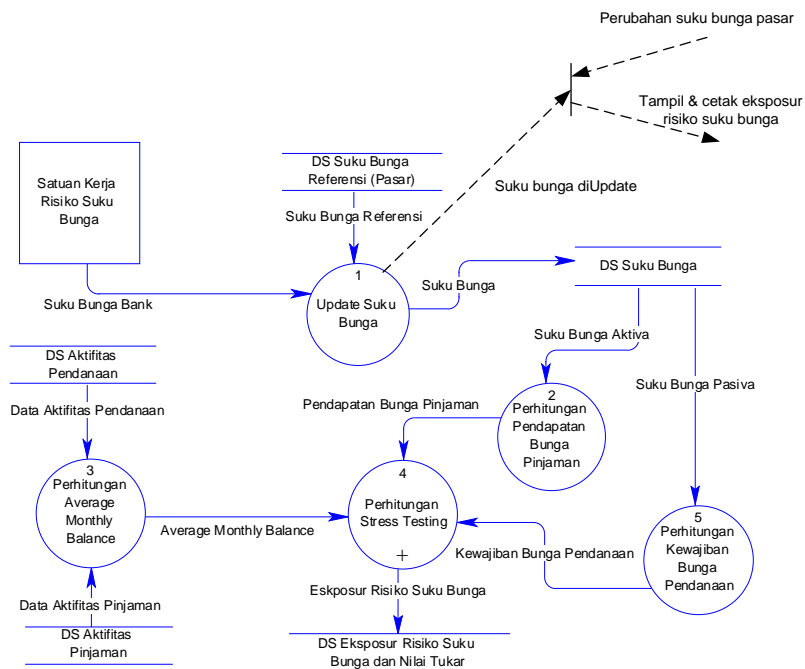 Perubahan suku bunga pasar
Tampil & cetak eksposur
risiko suku bunga
DS Suku Bunga
Referensi (Pasar)
Satuan Kerja
Risiko Suku
Bunga
Suku bunga diUpdate
Suku Bunga Referensi
1
Update Suku
Bunga
Suku Bunga
DS Suku Bunga
Suku Bunga Bank
Suku Bunga Aktiva
DS Aktifitas
Pendanaan
Suku Bunga Pasiva
Data Aktifitas Pendanaan
Pendapatan Bunga Pinjaman
2
Perhitungan
Pendapatan
Bunga
Pinjaman
3
Perhitungan
Average
Monthly
Balance
4
Perhitungan
Stress Testing
+
Average Monthly Balance
5
Perhitungan
Kewajiban
Bunga
Pendanaan
Kewajiban Bunga Pendanaan
Eskposur Risiko Suku Bunga
Data Aktifitas Pinjaman
DS Aktifitas
Pinjaman
DS Eksposur Risiko Suku
Bunga dan Nilai Tukar